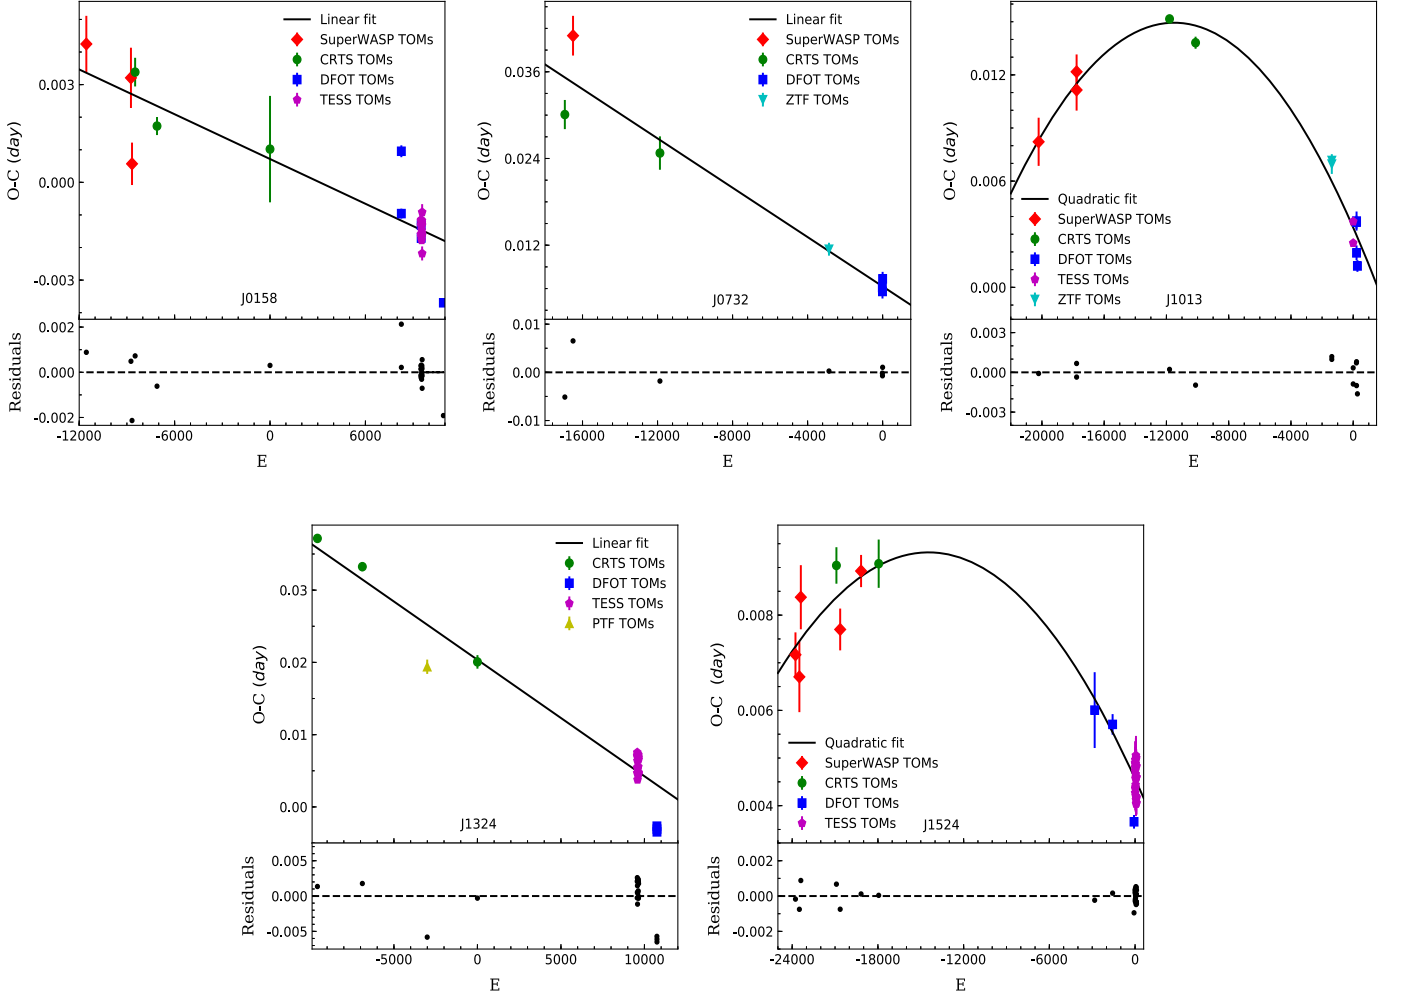 Linear fit
SuperWASP TOMs
CRTS TOMs
DFOT TOMs
TESS TOMs
0.003
0.000
-0.003
O-C (day)
J0158
0.002
0.000
-0.002
Residuals
-12000 -6000 0 6000
E
Linear fit
SuperWASP TOMs
CRTS TOMs
DFOT TOMs
ZTF TOMs
0.036
0.024
0.012
O-C (day)
J0732
0.01
0.00
-0.01
Residuals
-16000 -12000 -8000 -4000 0
E
0.012
0.006
0.000
O-C (day)
Quadratic fit
SuperWASP TOMs
CRTS TOMs
DFOT TOMs
TESS TOMs
ZTF TOMs
J1013
0.003
0.000
-0.003
Residuals
-20000 -16000 -12000 -8000 -4000 0
E
Linear fit
CRTS TOMs
DFOT TOMs
TESS TOMs
PTF TOMs
0.03
0.02
0.01
0.00
O-C (day)
J1324
0.005
0.000
-0.005
Residuals
-5000 0 5000 10000
E
0.008
0.006
0.004
O-C (day)
Quadratic fit
SuperWASP TOMs
CRTS TOMs
DFOT TOMs
TESS TOMs
J1524
0.002
0.000
-0.002
Residuals
-24000 -18000 -12000 -6000 0
E